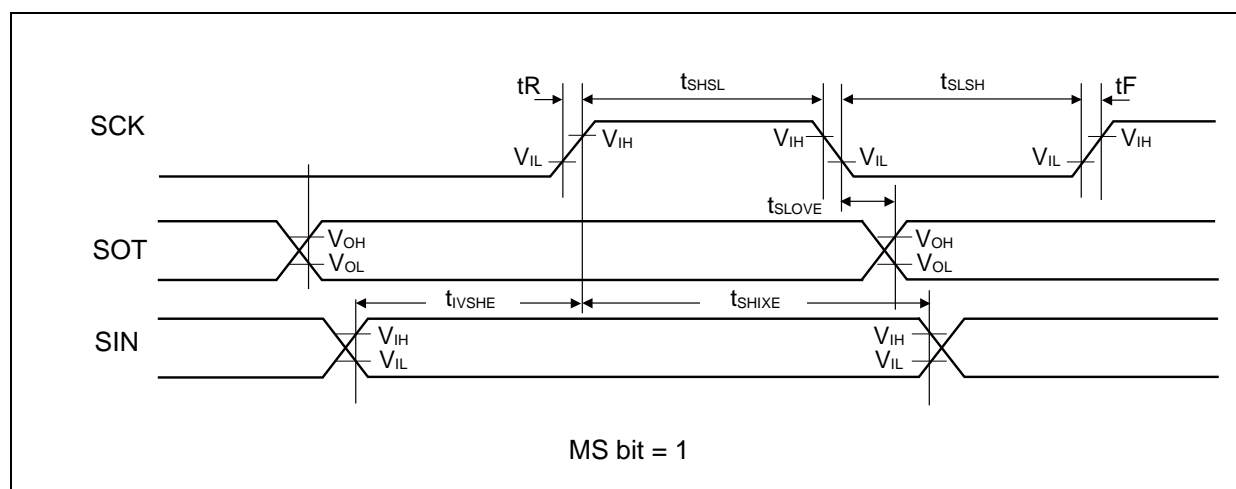 tR tSHSL tSLSH tF
SCK
VIH VIH VIH
VIL VIL VIL
tSLOVE
SOT
VOH VOH
VOL VOL
tIVSHE tSHIXE
SIN
VIH VIH
VIL VIL
MS bit = 1